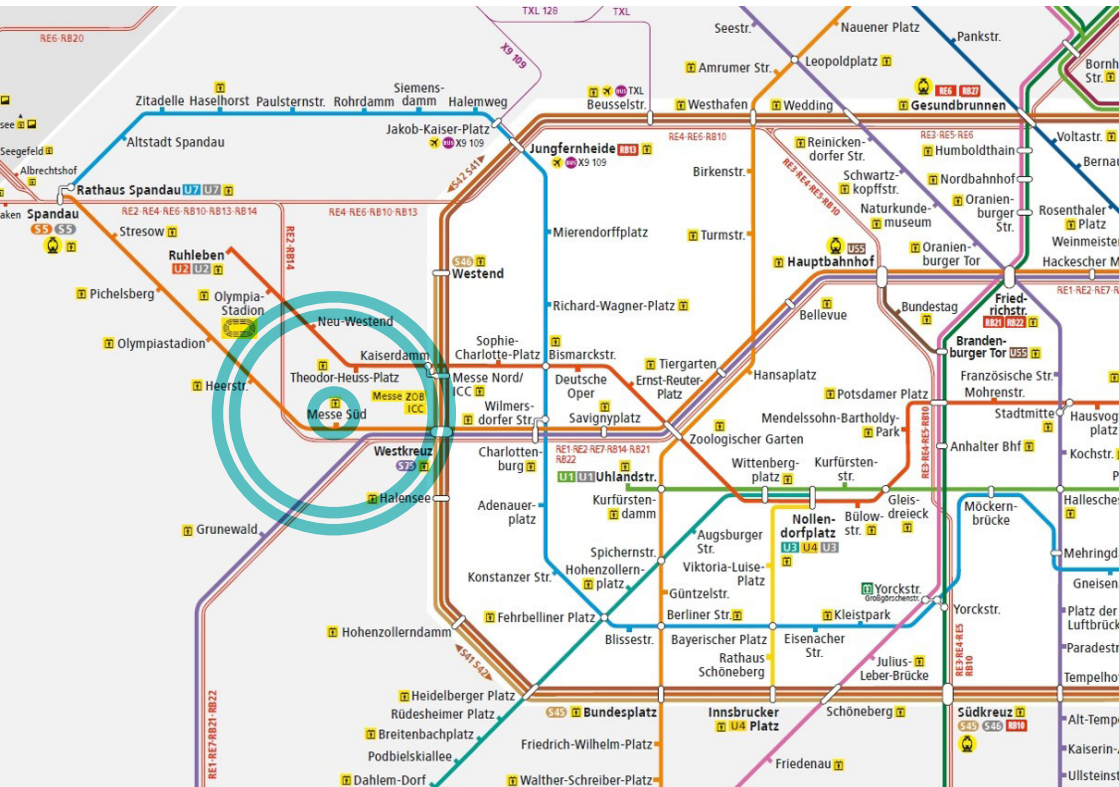 TXL 128
TXL
RE6·RB20
X9 109
Seestr.
Nauener Platz
Pankstr.
Leopoldplatz
Amrumer Str.
Bornh
Str.
RE6 RB27
Gesundbrunnen
Siemens-
damm
Zitadelle
Haselhorst
Paulsternstr.
Rohrdamm
Halemweg
TXL
Beusselstr.
Westhafen
Wedding
Jakob-Kaiser-Platz
X9 109
Altstadt Spandau
see
Seegefeld
Albrechtshof
Jungfernheide RB13
X9 109
RE4·RE6·RB10
RE3·RE5·RE6
Voltastr.
Reinicken-
dorfer Str.
Humboldthain
Bernau
S42 S41
RE3·RE4·RE5·RB10
Birkenstr.
Schwartz-
kopffstr.
Nordbahnhof
Rathaus Spandau U7 U7
aken
Spandau
S5 S5
RE2·RE4·RE6·RB10·RB13·RB14
RE4·RE6·RB10·RB13
Oranien-
burger
Str.
Naturkunde-
museum
Rosenthaler
Platz
Stresow
RE2·RB14
Mierendorffplatz
Turmstr.
Weinmeister
Ruhleben
U2 U2
S46
Westend
U55
Hauptbahnhof
Oranien-
burger Tor
Hackescher M
Pichelsberg
Olympia-
Stadion
Richard-Wagner-Platz
Bellevue
Bundestag
Fried-
richstr.
RB21 RB22
RE1·RE2·RE7·R
Neu-Westend
Olympiastadion
Kaiserdamm
Sophie-
Charlotte-Platz
Bismarckstr.
Tiergarten
Branden-
burger Tor U55
Theodor-Heuss-Platz
Messe Nord/
ICC
Deutsche
Oper
Ernst-Reuter-
Platz
Hansaplatz
Französische Str.
Heerstr.
Messe ZOB
ICC
Potsdamer Platz
Mohrenstr.
Messe Süd
Wilmers-
dorfer Str.
Savignyplatz
Mendelssohn-Bartholdy-
Park
RE3·RE4·RE5·RB10
Stadtmitte
Hausvog
platz
Zoologischer Garten
Westkreuz
S75
Charlotten-
burg
RE1·RE2·RE7·RB14·RB21
RB22
Anhalter Bhf
Kochstr.
U1 U1 Uhlandstr.
Wittenberg-
platz
Kurfürsten-
str.
P
Halensee
Adenauer-
platz
Kurfürsten-
damm
Nollen-
dorfplatz
U3 U4 U3
Bülow-
str.
Gleis-
dreieck
Möckern-
brücke
Hallesches
Grunewald
Augsburger
Str.
Spichernstr.
Mehringd
Konstanzer Str.
Hohenzollern-
platz
Viktoria-Luise-
Platz
Gneisen
Güntzelstr.
Yorckstr.
Großgörschenstr.
Yorckstr.
Fehrbelliner Platz
Berliner Str.
Kleistpark
Platz der
Luftbrück
Hohenzollerndamm
Blissestr.
Bayerischer Platz
Eisenacher
Str.
RE3·RE4·RE5
RB10
Paradestr
S41 S42
Rathaus
Schöneberg
Julius-
Leber-Brücke
Tempelho
RE1·RE7·RB21·RB22
Heidelberger Platz
S45 Bundesplatz
Innsbrucker
U4 Platz
Schöneberg
Südkreuz
S45 S46 RB10
Rüdesheimer Platz
Alt-Temp
Breitenbachplatz
Friedrich-Wilhelm-Platz
Podbielskiallee
Friedenau
Kaiserin-A
Dahlem-Dorf
Walther-Schreiber-Platz
Ullsteinst